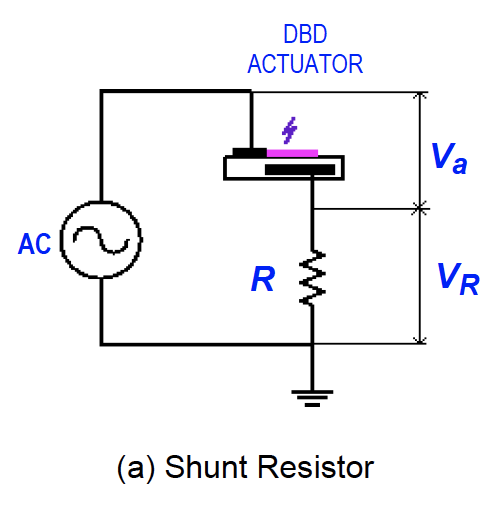 DBD
ACTUATOR
Va
AC
R
VR
(a) Shunt Resistor